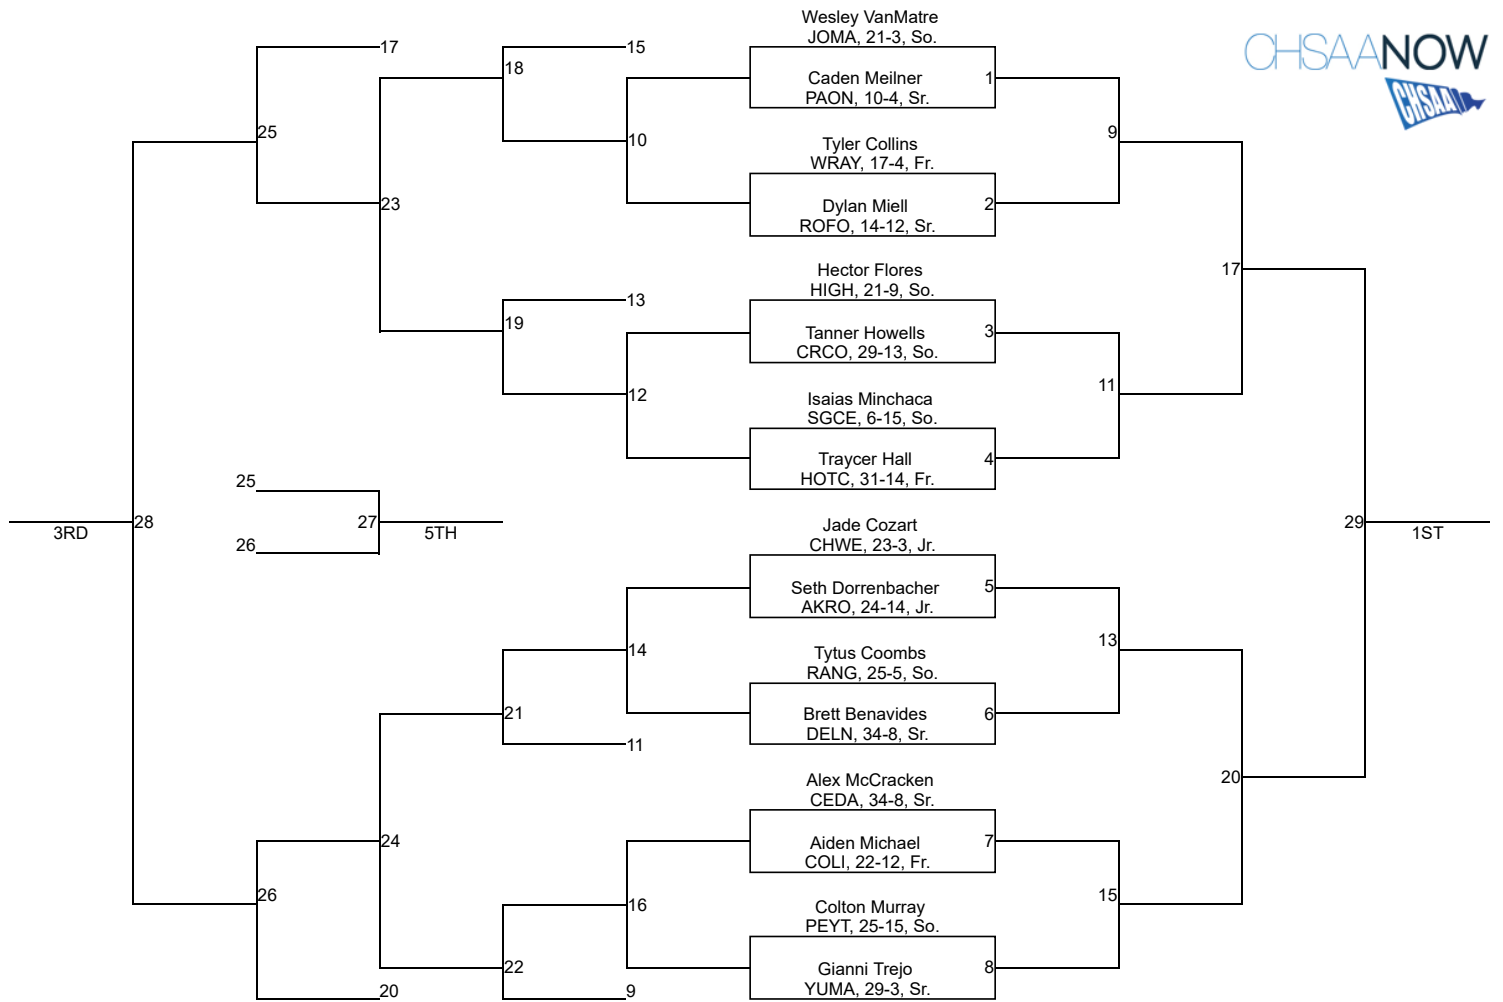 CHSAANOW
CHSAA
Wesley VanMatre
JOMA, 21-3, So.
Caden Meilner
PAON, 10-4, Sr.
1
Tyler Collins
WRAY, 17-4, Fr.
Dylan Miell
ROFO, 14-12, Sr.
2
Hector Flores
HIGH, 21-9, So.
Tanner Howells
CRCO, 29-13, So.
3
Isaias Minchaca
SGCE, 6-15, So.
Traycer Hall
HOTC, 31-14, Fr.
4
Jade Cozart
CHWE, 23-3, Jr.
Seth Dorrenbacher
AKRO, 24-14, Jr.
5
Tytus Coombs
RANG, 25-5, So.
Brett Benavides
DELN, 34-8, Sr.
6
Alex McCracken
CEDA, 34-8, Sr.
Aiden Michael
COLI, 22-12, Fr.
7
Colton Murray
PEYT, 25-15, So.
Gianni Trejo
YUMA, 29-3, Sr.
8
9
11
13
15
17
20
29
1ST
15
10
13
12
14
11
16
9
18
19
21
22
17
23
24
20
25
26
25
26
27
5TH
28
3RD